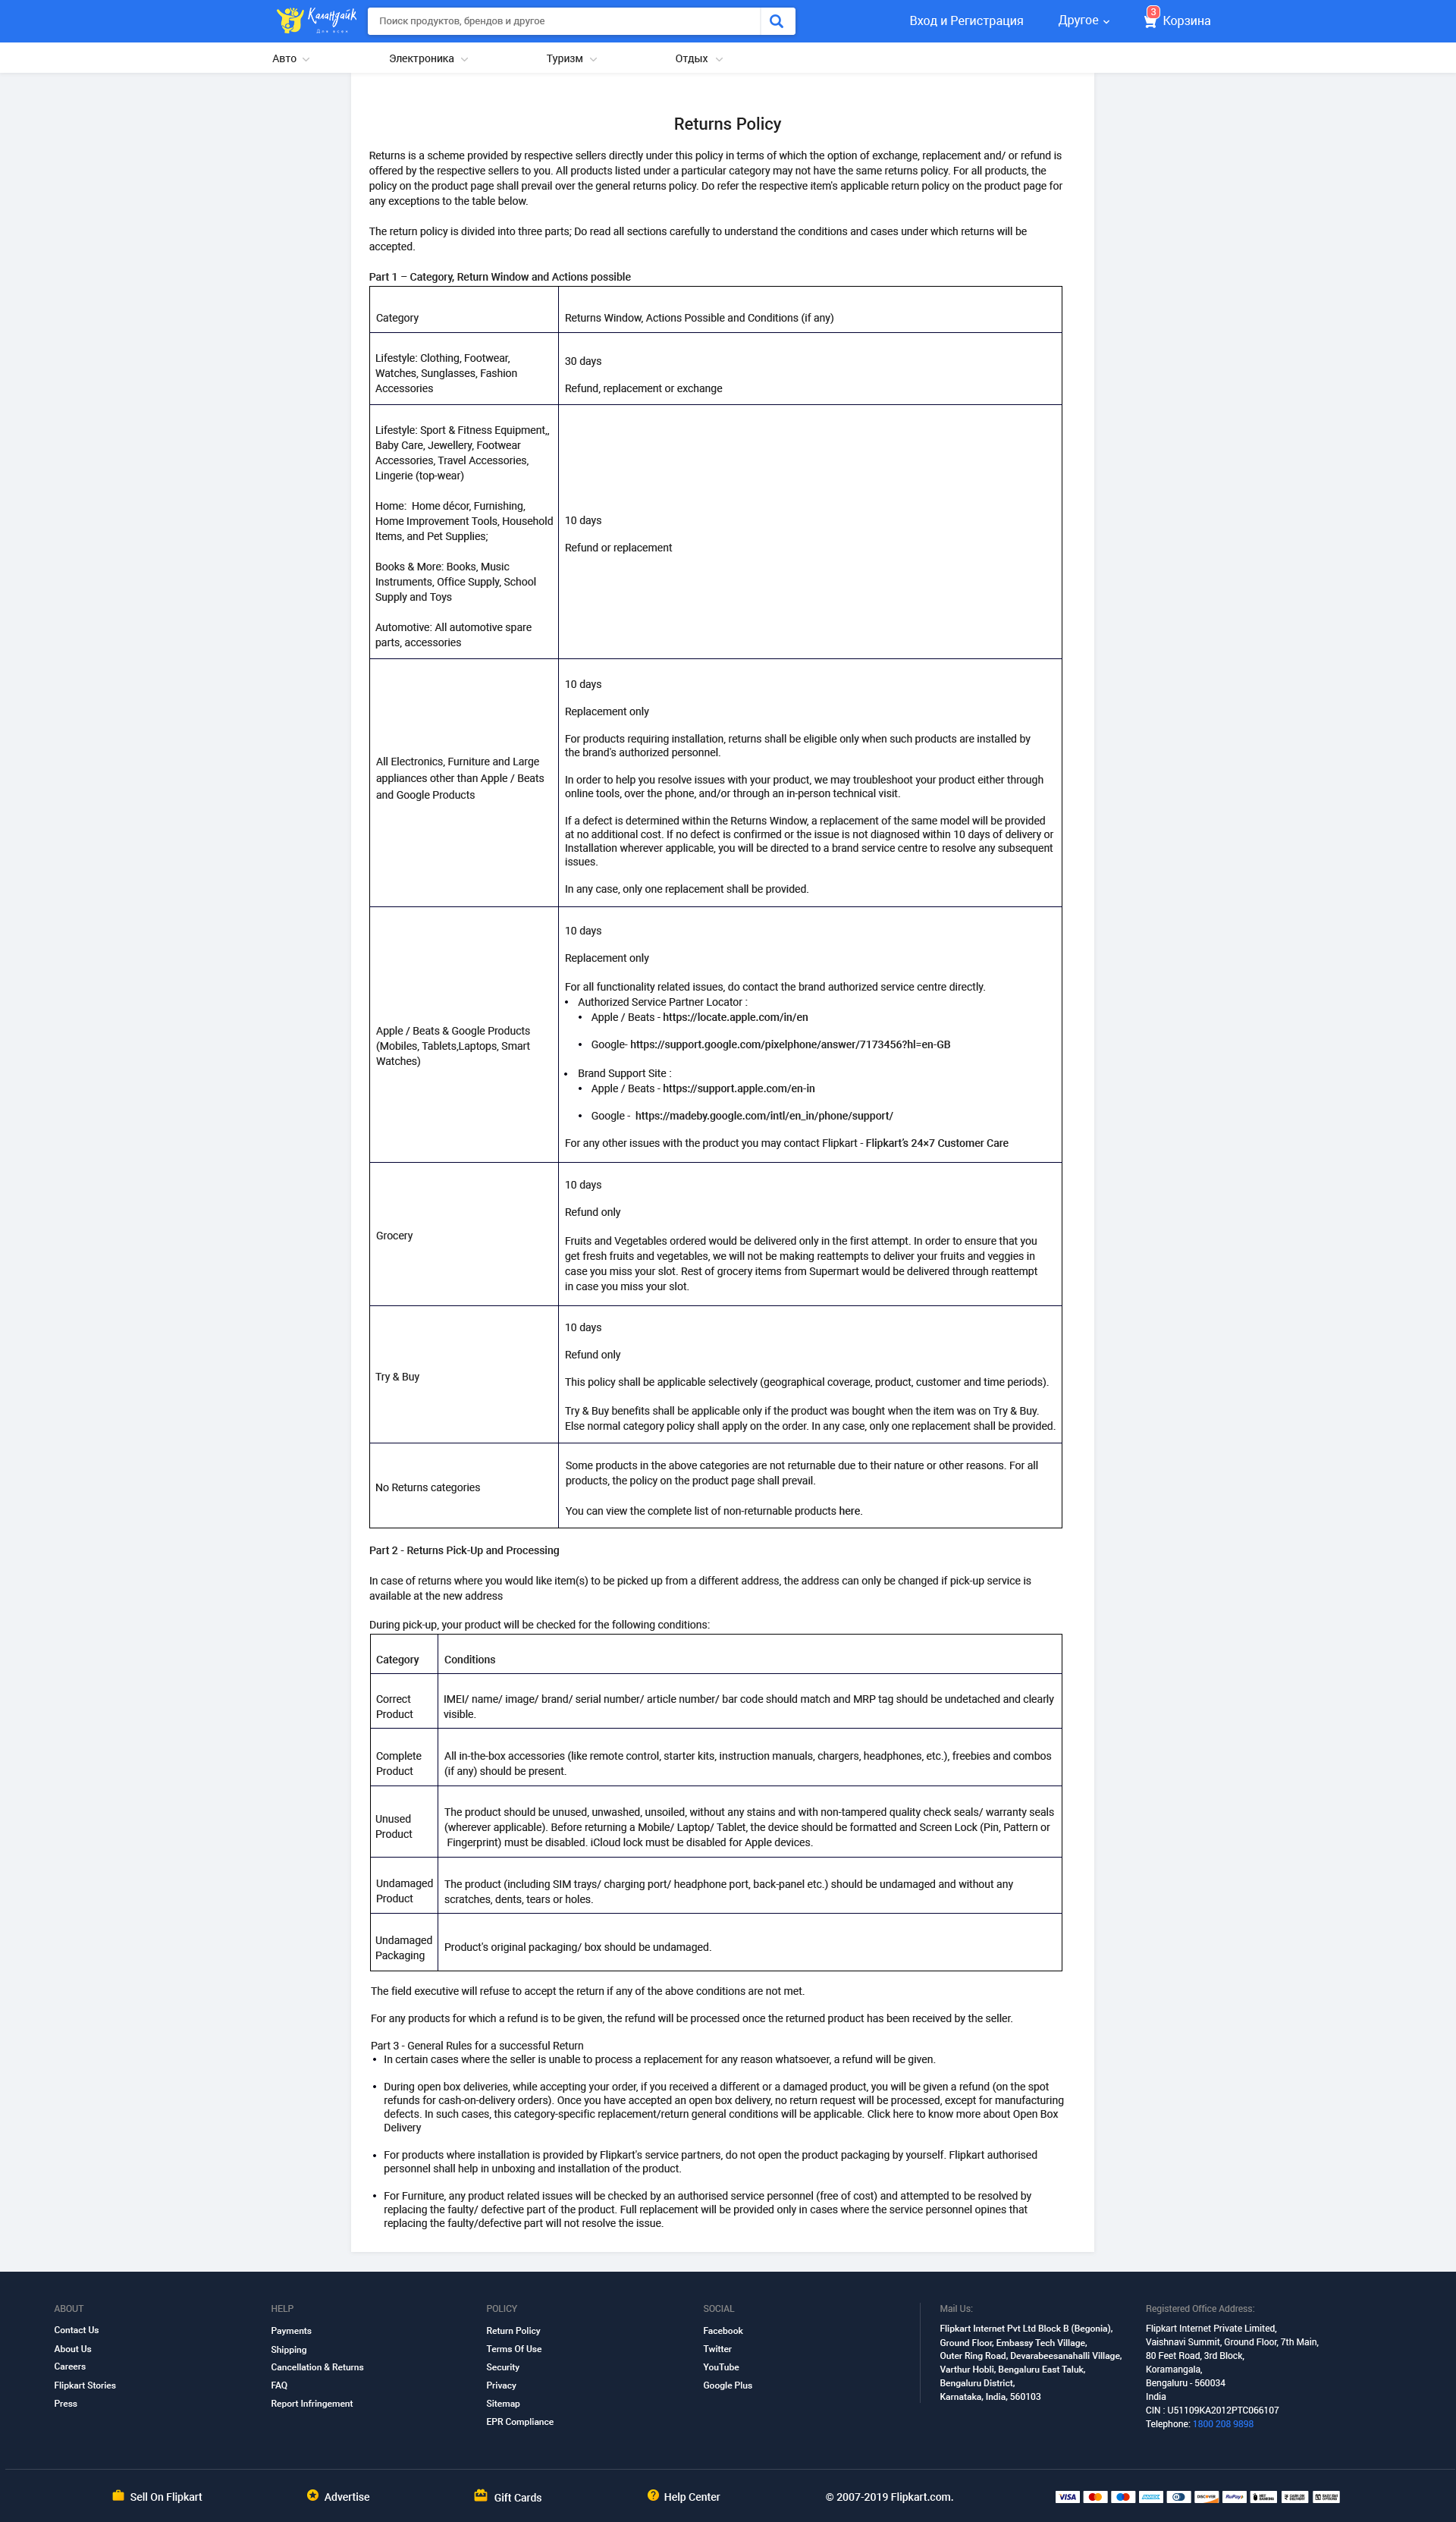 Каландайк
Для всех
Поиск продуктов, брендов и другое
Вход и Регистрация
Другое
3
Корзина
Авто
Электроника
Туризм
Отдых
Returns Policy
Returns is a scheme provided by respective sellers directly under this policy in terms of which the option of exchange, replacement and/ or refund is
offered by the respective sellers to you. All products listed under a particular category may not have the same returns policy. For all products, the
policy on the product page shall prevail over the general returns policy. Do refer the respective item's applicable return policy on the product page for
any exceptions to the table below.
The return policy is divided into three parts; Do read all sections carefully to understand the conditions and cases under which returns will be
accepted.
Part 1 – Category, Return Window and Actions possible
Category
Returns Window, Actions Possible and Conditions (if any)
Lifestyle: Clothing, Footwear,
Watches, Sunglasses, Fashion
Accessories
30 days
Refund, replacement or exchange
Lifestyle: Sport & Fitness Equipment,,
Baby Care, Jewellery, Footwear
Accessories, Travel Accessories,
Lingerie (top-wear)
Home:  Home décor, Furnishing,
Home Improvement Tools, Household
Items, and Pet Supplies;
Books & More: Books, Music
Instruments, Office Supply, School
Supply and Toys
Automotive: All automotive spare
parts, accessories
10 days
Refund or replacement
All Electronics, Furniture and Large
appliances other than Apple / Beats
and Google Products
10 days
Replacement only
For products requiring installation, returns shall be eligible only when such products are installed by
the brand's authorized personnel.
In order to help you resolve issues with your product, we may troubleshoot your product either through
online tools, over the phone, and/or through an in-person technical visit.
If a defect is determined within the Returns Window, a replacement of the same model will be provided
at no additional cost. If no defect is confirmed or the issue is not diagnosed within 10 days of delivery or
Installation wherever applicable, you will be directed to a brand service centre to resolve any subsequent
issues.
In any case, only one replacement shall be provided.
Apple / Beats & Google Products
(Mobiles, Tablets,Laptops, Smart
Watches)
10 days
Replacement only
For all functionality related issues, do contact the brand authorized service centre directly.
• Authorized Service Partner Locator :
• Apple / Beats - https://locate.apple.com/in/en
• Google- https://support.google.com/pixelphone/answer/7173456?hl=en-GB
• Brand Support Site :
• Apple / Beats - https://support.apple.com/en-in
• Google -  https://madeby.google.com/intl/en_in/phone/support/
For any other issues with the product you may contact Flipkart - Flipkart's 24×7 Customer Care
Grocery
10 days
Refund only
Fruits and Vegetables ordered would be delivered only in the first attempt. In order to ensure that you
get fresh fruits and vegetables, we will not be making reattempts to deliver your fruits and veggies in
case you miss your slot. Rest of grocery items from Supermart would be delivered through reattempt
in case you miss your slot.
Try & Buy
10 days
Refund only
This policy shall be applicable selectively (geographical coverage, product, customer and time periods).
Try & Buy benefits shall be applicable only if the product was bought when the item was on Try & Buy.
Else normal category policy shall apply on the order. In any case, only one replacement shall be provided.
No Returns categories
Some products in the above categories are not returnable due to their nature or other reasons. For all
products, the policy on the product page shall prevail.
You can view the complete list of non-returnable products here.
Part 2 - Returns Pick-Up and Processing
In case of returns where you would like item(s) to be picked up from a different address, the address can only be changed if pick-up service is
available at the new address
During pick-up, your product will be checked for the following conditions:
Category
Conditions
Correct
Product
IMEI/ name/ image/ brand/ serial number/ article number/ bar code should match and MRP tag should be undetached and clearly
visible.
Complete
Product
All in-the-box accessories (like remote control, starter kits, instruction manuals, chargers, headphones, etc.), freebies and combos
(if any) should be present.
Unused
Product
The product should be unused, unwashed, unsoiled, without any stains and with non-tampered quality check seals/ warranty seals
(wherever applicable). Before returning a Mobile/ Laptop/ Tablet, the device should be formatted and Screen Lock (Pin, Pattern or
Fingerprint) must be disabled. iCloud lock must be disabled for Apple devices.
Undamaged
Product
The product (including SIM trays/ charging port/ headphone port, back-panel etc.) should be undamaged and without any
scratches, dents, tears or holes.
Undamaged
Packaging
Product's original packaging/ box should be undamaged.
The field executive will refuse to accept the return if any of the above conditions are not met.
For any products for which a refund is to be given, the refund will be processed once the returned product has been received by the seller.
Part 3 - General Rules for a successful Return
• In certain cases where the seller is unable to process a replacement for any reason whatsoever, a refund will be given.
• During open box deliveries, while accepting your order, if you received a different or a damaged product, you will be given a refund (on the spot
refunds for cash-on-delivery orders). Once you have accepted an open box delivery, no return request will be processed, except for manufacturing
defects. In such cases, this category-specific replacement/return general conditions will be applicable. Click here to know more about Open Box
Delivery
• For products where installation is provided by Flipkart's service partners, do not open the product packaging by yourself. Flipkart authorised
personnel shall help in unboxing and installation of the product.
• For Furniture, any product related issues will be checked by an authorised service personnel (free of cost) and attempted to be resolved by
replacing the faulty/ defective part of the product. Full replacement will be provided only in cases where the service personnel opines that
replacing the faulty/defective part will not resolve the issue.
ABOUT
Contact Us
About Us
Careers
Flipkart Stories
Press
HELP
Payments
Shipping
Cancellation & Returns
FAQ
Report Infringement
POLICY
Return Policy
Terms Of Use
Security
Privacy
Sitemap
EPR Compliance
SOCIAL
Facebook
Twitter
YouTube
Google Plus
Mail Us:
Flipkart Internet Pvt Ltd Block B (Begonia),
Ground Floor, Embassy Tech Village,
Outer Ring Road, Devarabeesanahalli Village,
Varthur Hobli, Bengaluru East Taluk,
Bengaluru District,
Karnataka, India, 560103
Registered Office Address:
Flipkart Internet Private Limited,
Vaishnavi Summit, Ground Floor, 7th Main,
80 Feet Road, 3rd Block,
Koramangala,
Bengaluru - 560034
India
CIN : U51109KA2012PTC066107
Telephone: 1800 208 9898
Sell On Flipkart
Advertise
Gift Cards
Help Center
© 2007-2019 Flipkart.com.
VISA
DISCOVER
RuPay